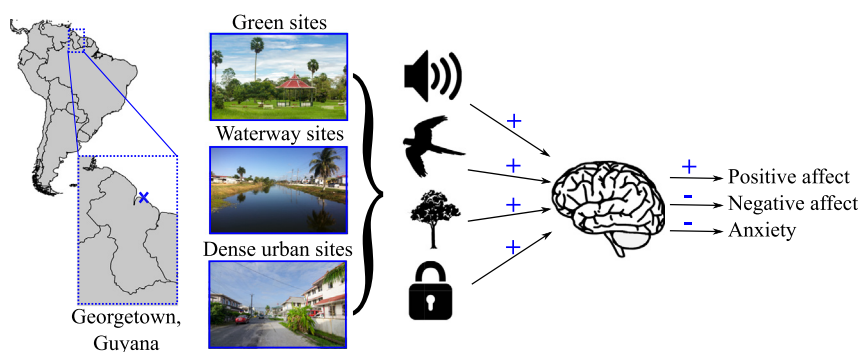 Green sites
Waterway sites
Dense urban sites
Georgetown,
Guyana
+
+
+
+
+ Positive affect
- Negative affect
- Anxiety